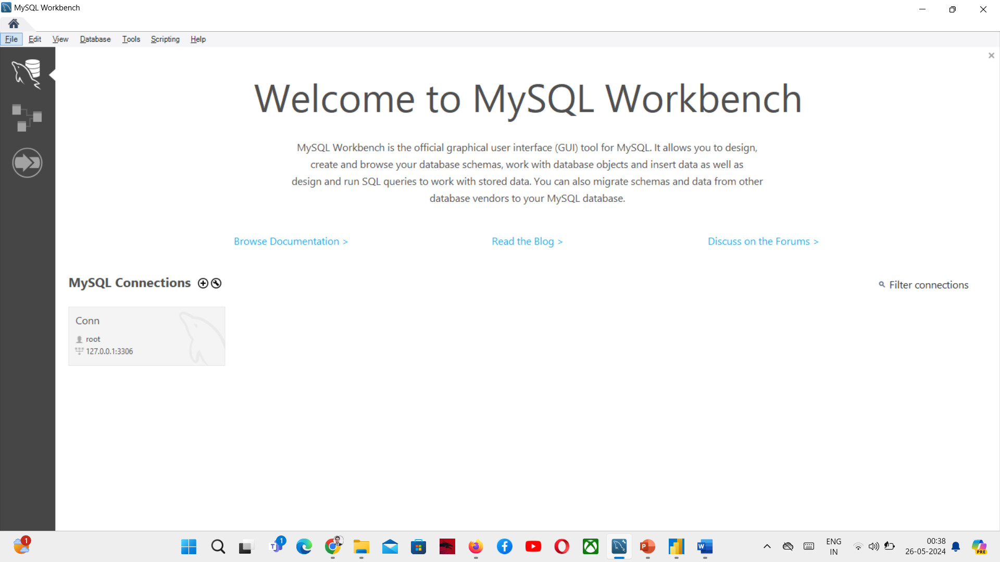 MySQL Workbench
File Edit View Database Tools Scripting Help
Welcome to MySQL Workbench
MySQL Workbench is the official graphical user interface (GUI) tool for MySQL. It allows you to design,
create and browse your database schemas, work with database objects and insert data as well as
design and run SQL queries to work with stored data. You can also migrate schemas and data from other
database vendors to your MySQL database.
Browse Documentation > Read the Blog > Discuss on the Forums >
MySQL Connections
Filter connections
Conn
root
127.0.0.1:3306
1
T
1
P
W
ENG
IN
00:38
26-05-2024
PRE